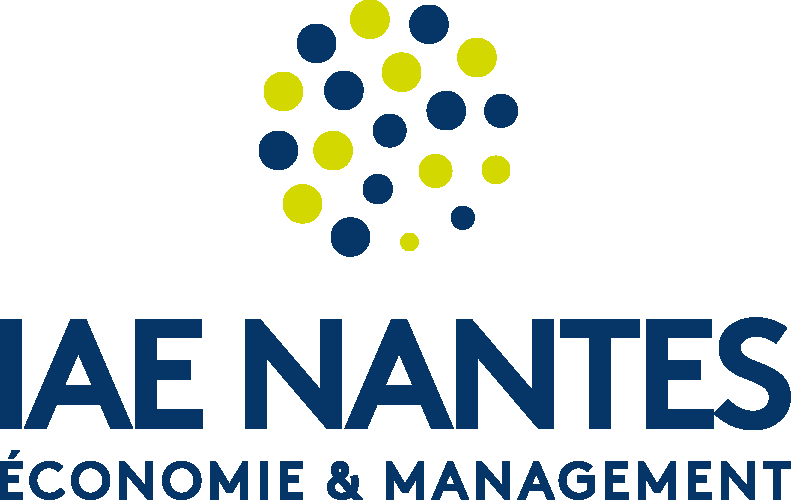 IAE NANTES
ÉCONOMIE & MANAGEMENT